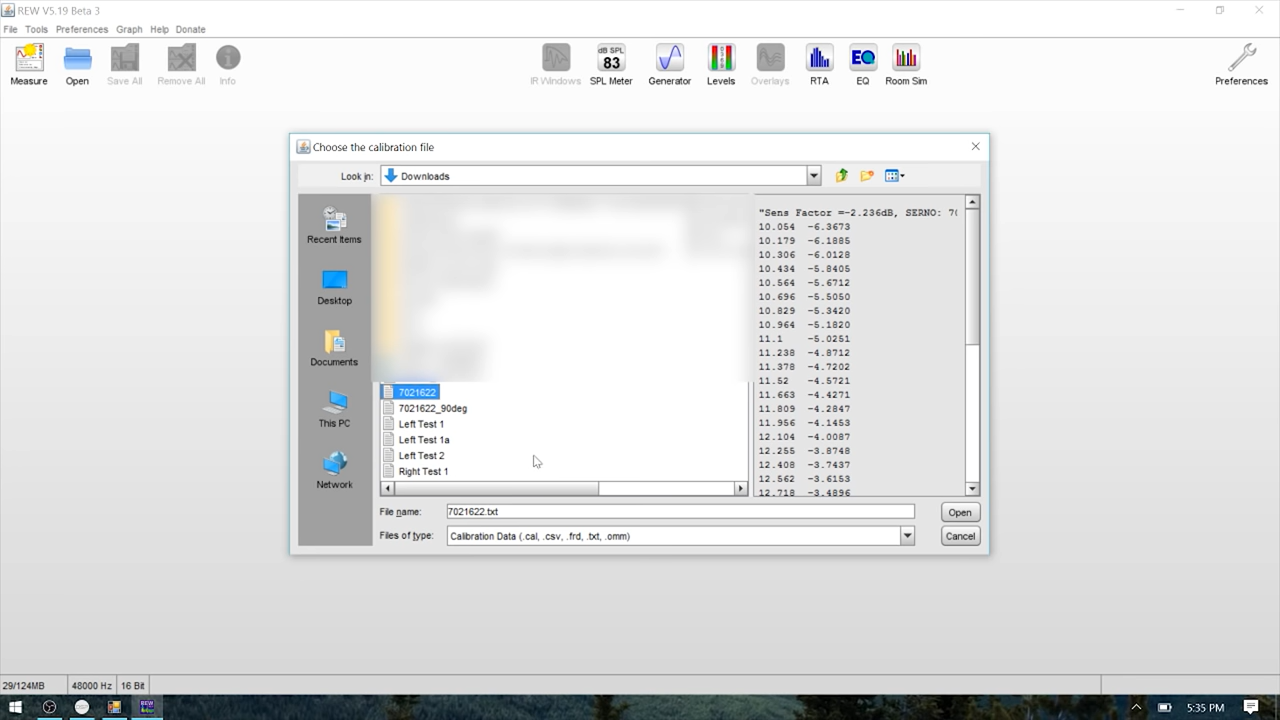 REW V5.19 Beta 3
File Tools Preferences Graph Help Donate
Measure Open Save All Remove All Info IR Windows dB SPL 83 SPL Meter Generator Levels Overlays RTA EQ EQ Room Sim Preferences
Choose the calibration file
Look in: Downloads
Recent Items
Desktop
Documents
This PC
Network
7021622
7021622_90deg
Left Test 1
Left Test 1a
Left Test 2
Right Test 1
"Sens Factor =-2.236dB, SERNO:
10.054 -6.3673
10.179 -6.1885
10.306 -6.0128
10.434 -5.8405
10.564 -5.6712
10.696 -5.5050
10.829 -5.3420
10.964 -5.1820
11.1 -5.0251
11.238 -4.8712
11.378 -4.7202
11.52 -4.5721
11.663 -4.4271
11.809 -4.2847
11.956 -4.1453
12.104 -4.0087
12.255 -3.8748
12.408 -3.7437
12.562 -3.6153
12.718 -3.4896
File name: 7021622.txt Open
Files of type: Calibration Data (.cal, .csv, .frd, .txt, .omm) Cancel
29/124MB 48000 Hz 16 Bit
REW
5:35 PM